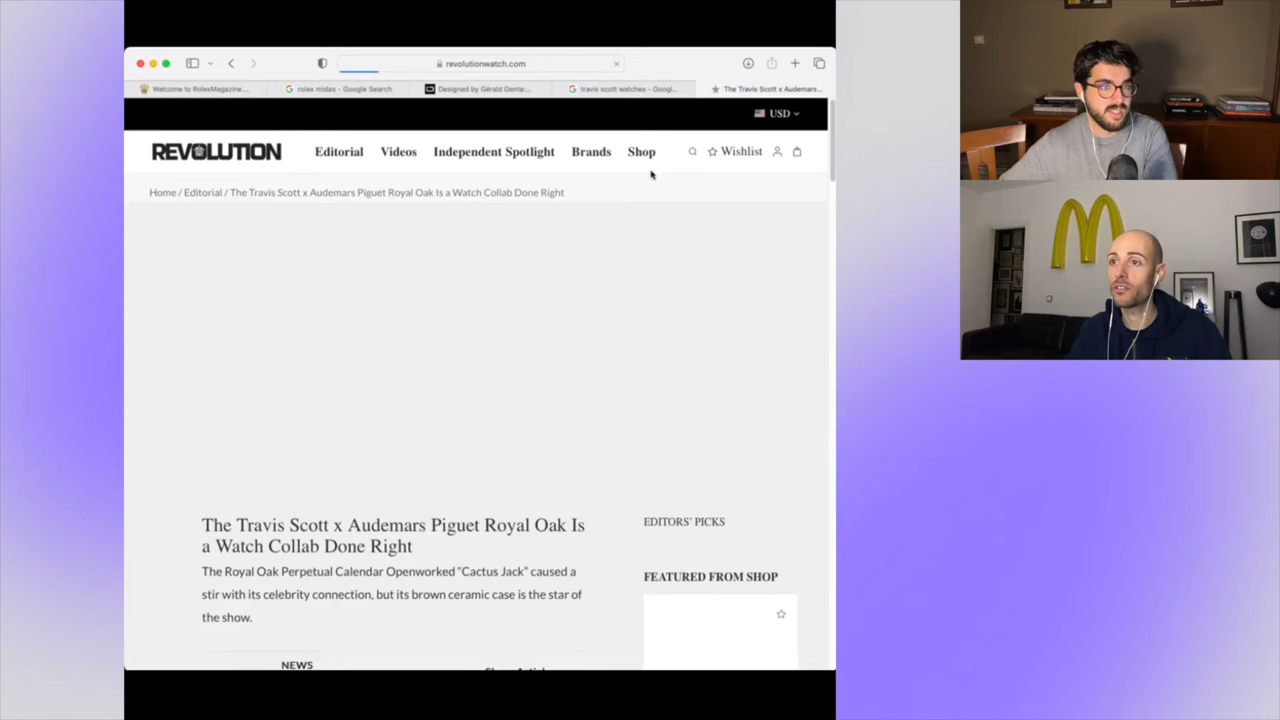 revolutionwatch.com
Welcome to RolexMagazine....
rolex midas - Google Search
Designed by Gérald Genta:...
travis scott watches - Googl...
The Travis Scott x Audemars...
USD
REVOLUTION
Editorial
Videos
Independent Spotlight
Brands
Shop
Wishlist
Home / Editorial / The Travis Scott x Audemars Piguet Royal Oak Is a Watch Collab Done Right
The Travis Scott x Audemars Piguet Royal Oak Is
a Watch Collab Done Right
The Royal Oak Perpetual Calendar Openworked “Cactus Jack” caused a
stir with its celebrity connection, but its brown ceramic case is the star of
the show.
NEWS
EDITORS’ PICKS
FEATURED FROM SHOP